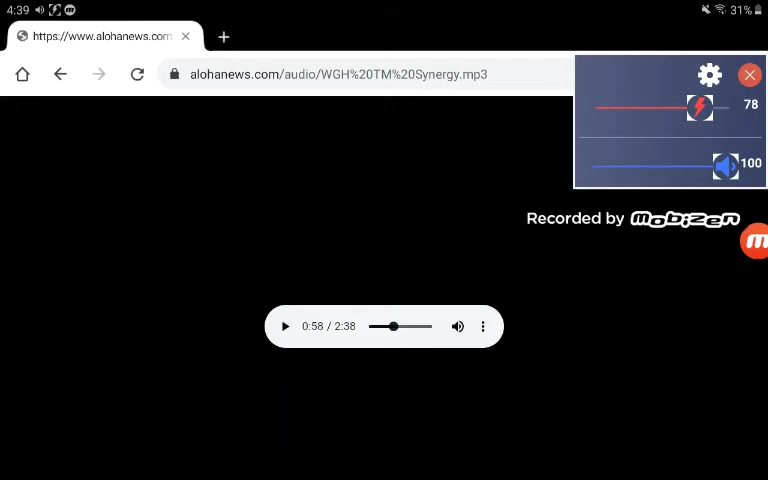 4:39
31%
https://www.alohanews.com
alohanews.com/audio/WGH%20TM%20Synergy.mp3
78
100
Recorded by Mobizen
m
0:58 / 2:38